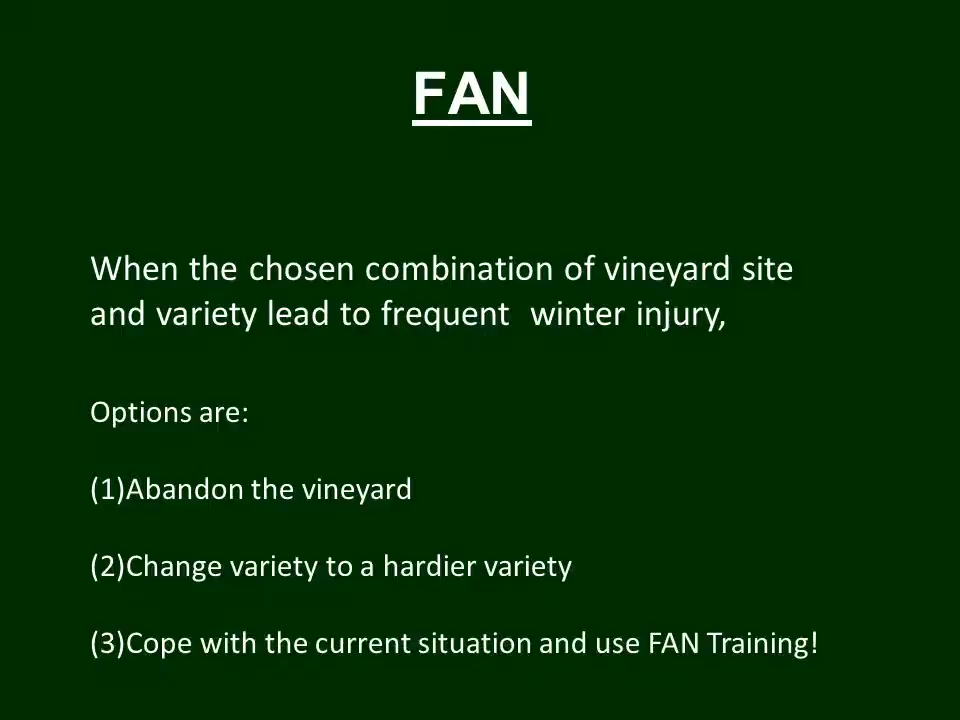 FAN
When the chosen combination of vineyard site
and variety lead to frequent  winter injury,
Options are:
(1)Abandon the vineyard
(2)Change variety to a hardier variety
(3)Cope with the current situation and use FAN Training!